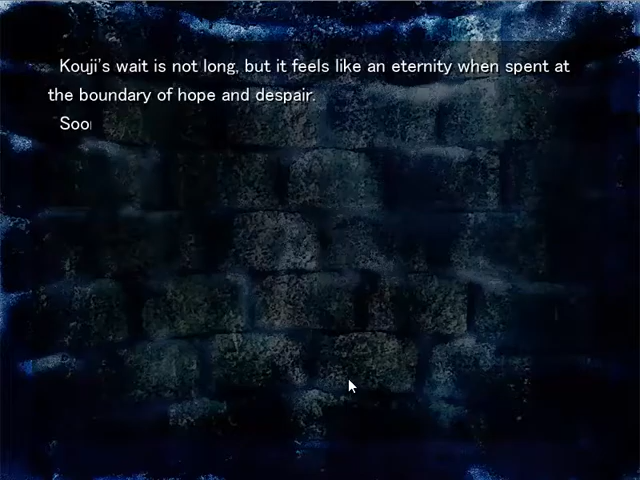 Kouji's wait is not long, but it feels like an eternity when spent at
the boundary of hope and despair.
Soo